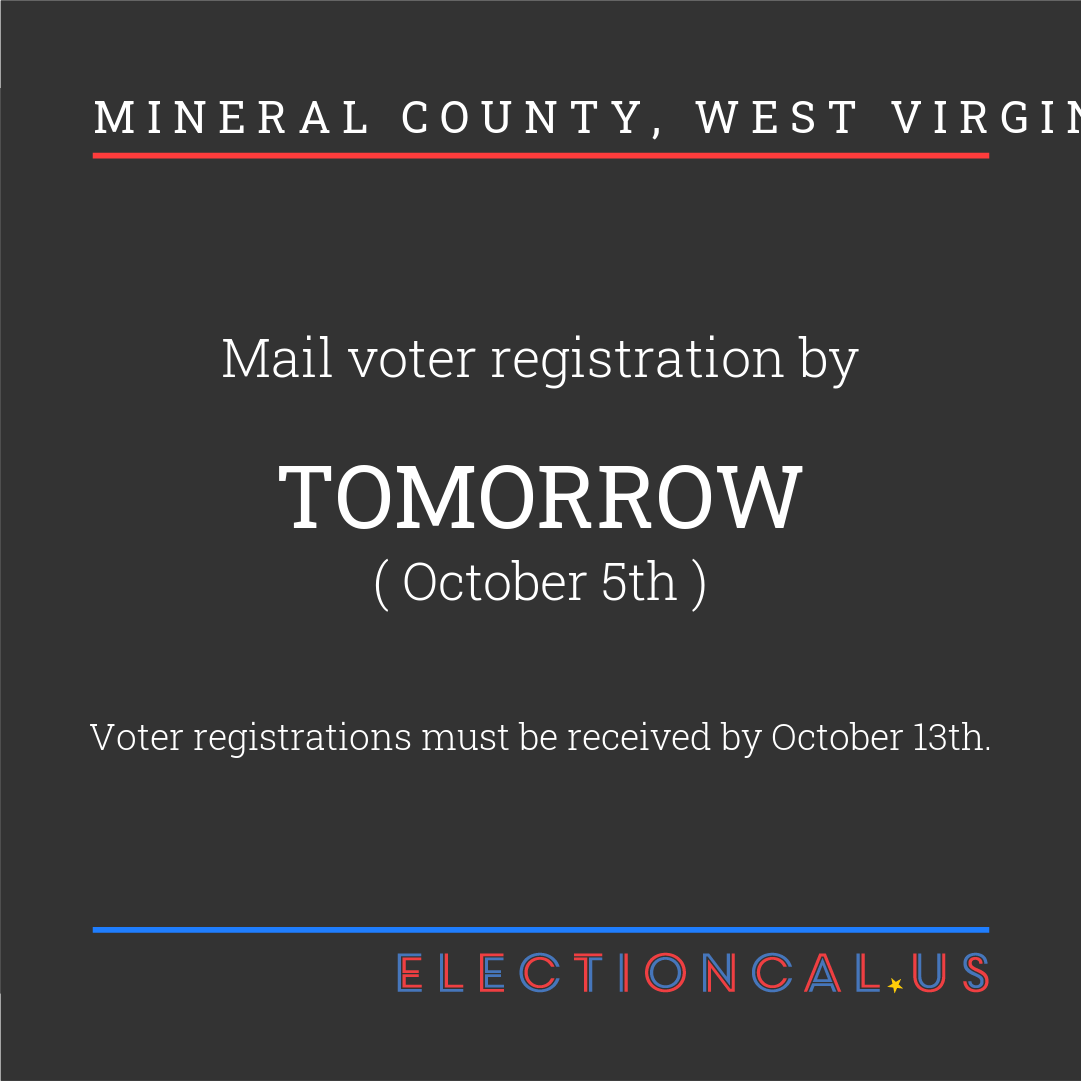 MINERAL COUNTY, WEST VIRGIN
Mail voter registration by
TOMORROW
( October 5th )
Voter registrations must be received by October 13th.
ELECTIONCAL.US